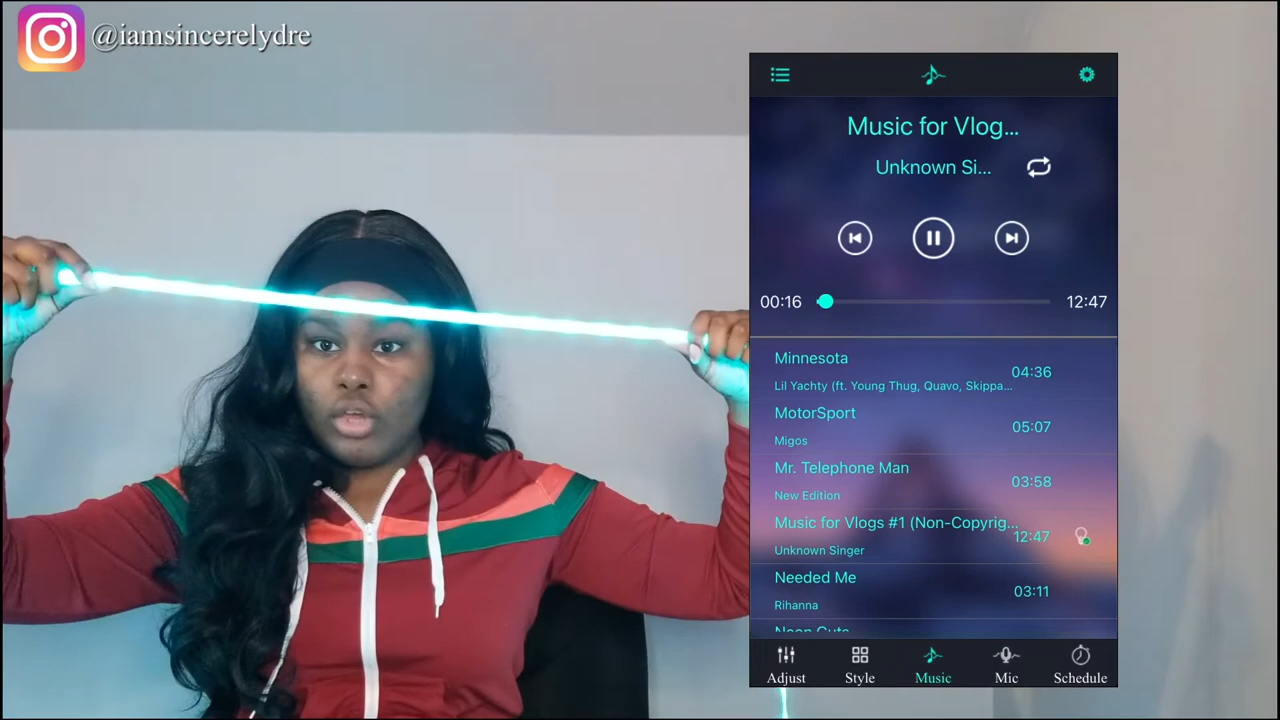 @iamsincerelydre
Music for Vlog...
Unknown Si...
00:16
12:47
Minnesota
04:36
Lil Yachty (ft. Young Thug, Quavo, Skippa...
MotorSport
05:07
Migos
Mr. Telephone Man
03:58
New Edition
Music for Vlogs #1 (Non-Copyrig...
12:47
Unknown Singer
Needed Me
03:11
Rihanna
Adjust
Style
Music
Mic
Schedule